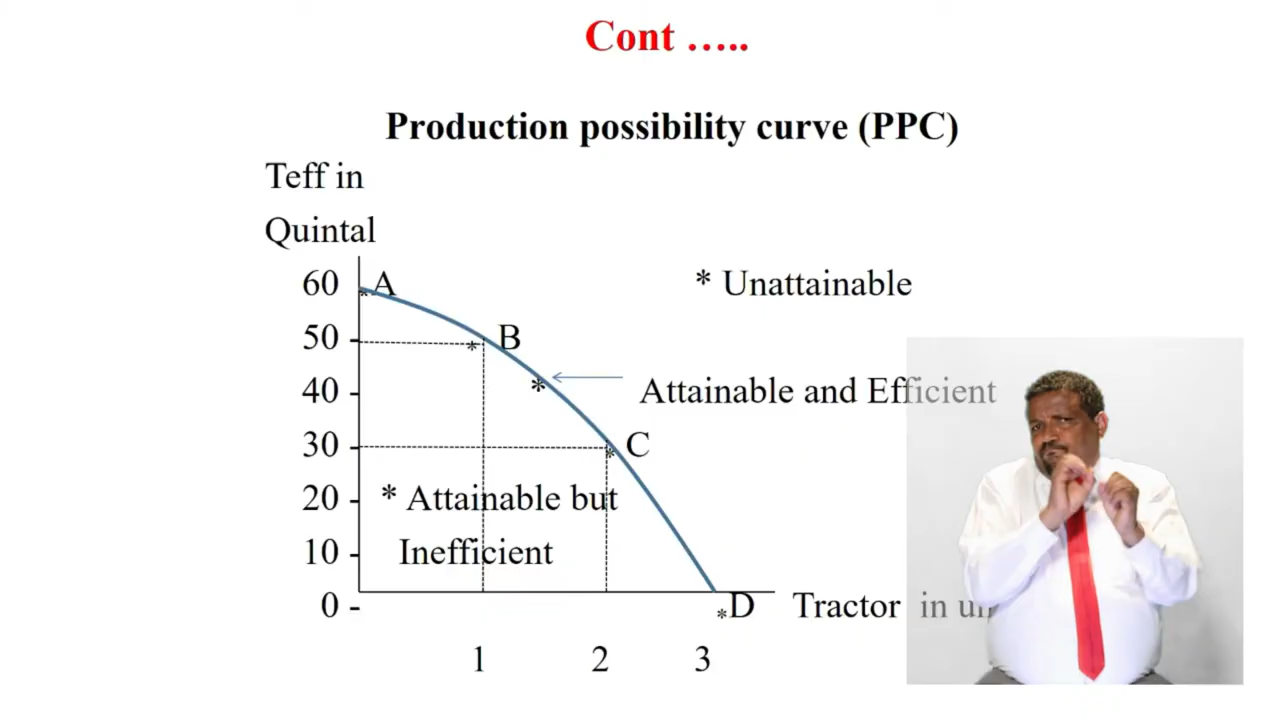 Cont …..
Production possibility curve (PPC)
Teff in
Quintal
60
A
* Unattainable
50 -
B
40 -
Attainable and Efficient
30 -
C
20 -
* Attainable but
10 -
Inefficient
0 -
D
Tractor in
1 2 3